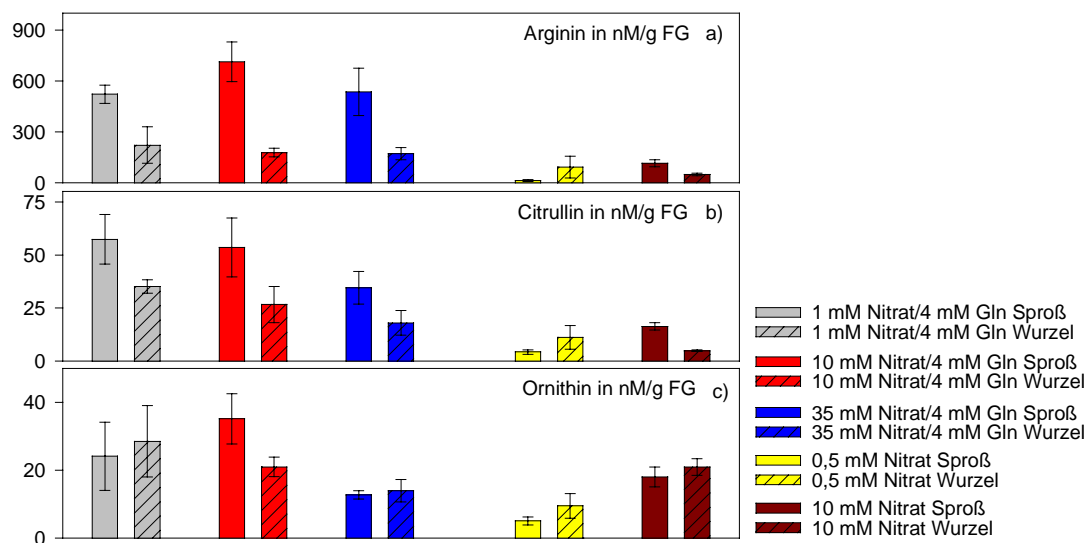 900
600
300
0
Arginin in nM/g FG a)
75
50
25
0
Citrullin in nM/g FG b)
40
20
0
Ornithin in nM/g FG c)
1 mM Nitrat/4 mM Gln Sproß
1 mM Nitrat/4 mM Gln Wurzel
10 mM Nitrat/4 mM Gln Sproß
10 mM Nitrat/4 mM Gln Wurzel
35 mM Nitrat/4 mM Gln Sproß
35 mM Nitrat/4 mM Gln Wurzel
0,5 mM Nitrat Sproß
0,5 mM Nitrat Wurzel
10 mM Nitrat Sproß
10 mM Nitrat Wurzel